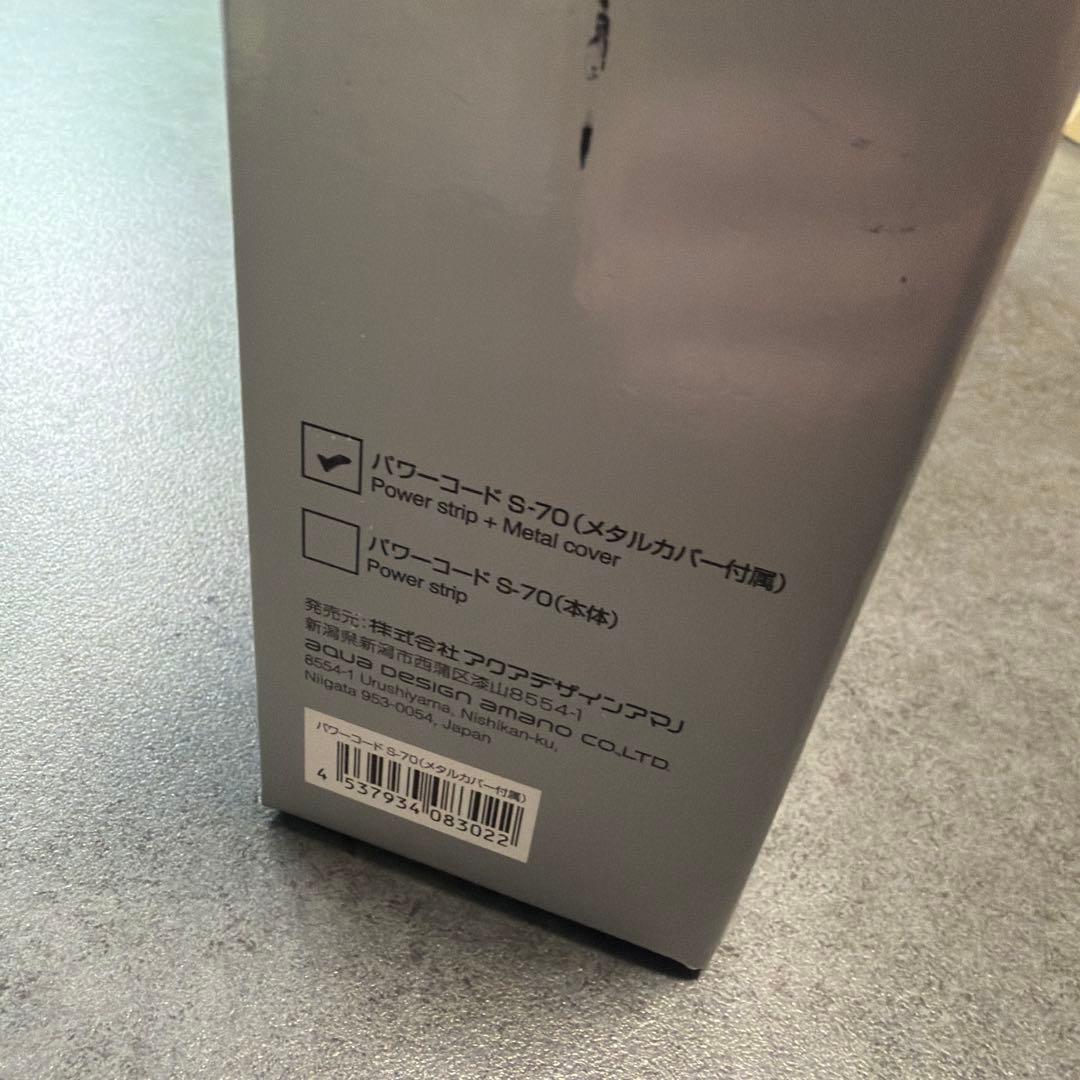 パワーコード S-70（メタルカバー付属）
Power strip + Metal cover
パワーコード S-70（本体）
Power strip
発売元：株式会社アクアデザインアマノ
新潟県新潟市西蒲区漆山8554-1
aqua Design amano CO.,LTD.
8554-1 Urushiyama, Nishikan-ku,
Niigata 953-0054, Japan
パワーコード S-70（メタルカバー付属）
4 537934 083022